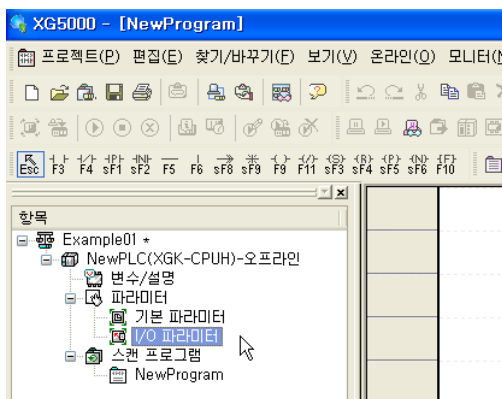 XG5000 - [NewProgram]
프로젝트(P) 편집(E) 찾기/바꾸기(F) 보기(V) 온라인(O) 모니터(
Esc F3 F4 sF1 sF2 F5 F6 sF8 sF9 F9 F11 sF3 sF4 sF5 sF6 F10
항목
Example01 *
NewPLC(XGK-CPUH)-오프라인
변수/설명
파라미터
기본 파라미터
I/O 파라미터
스캔 프로그램
NewProgram